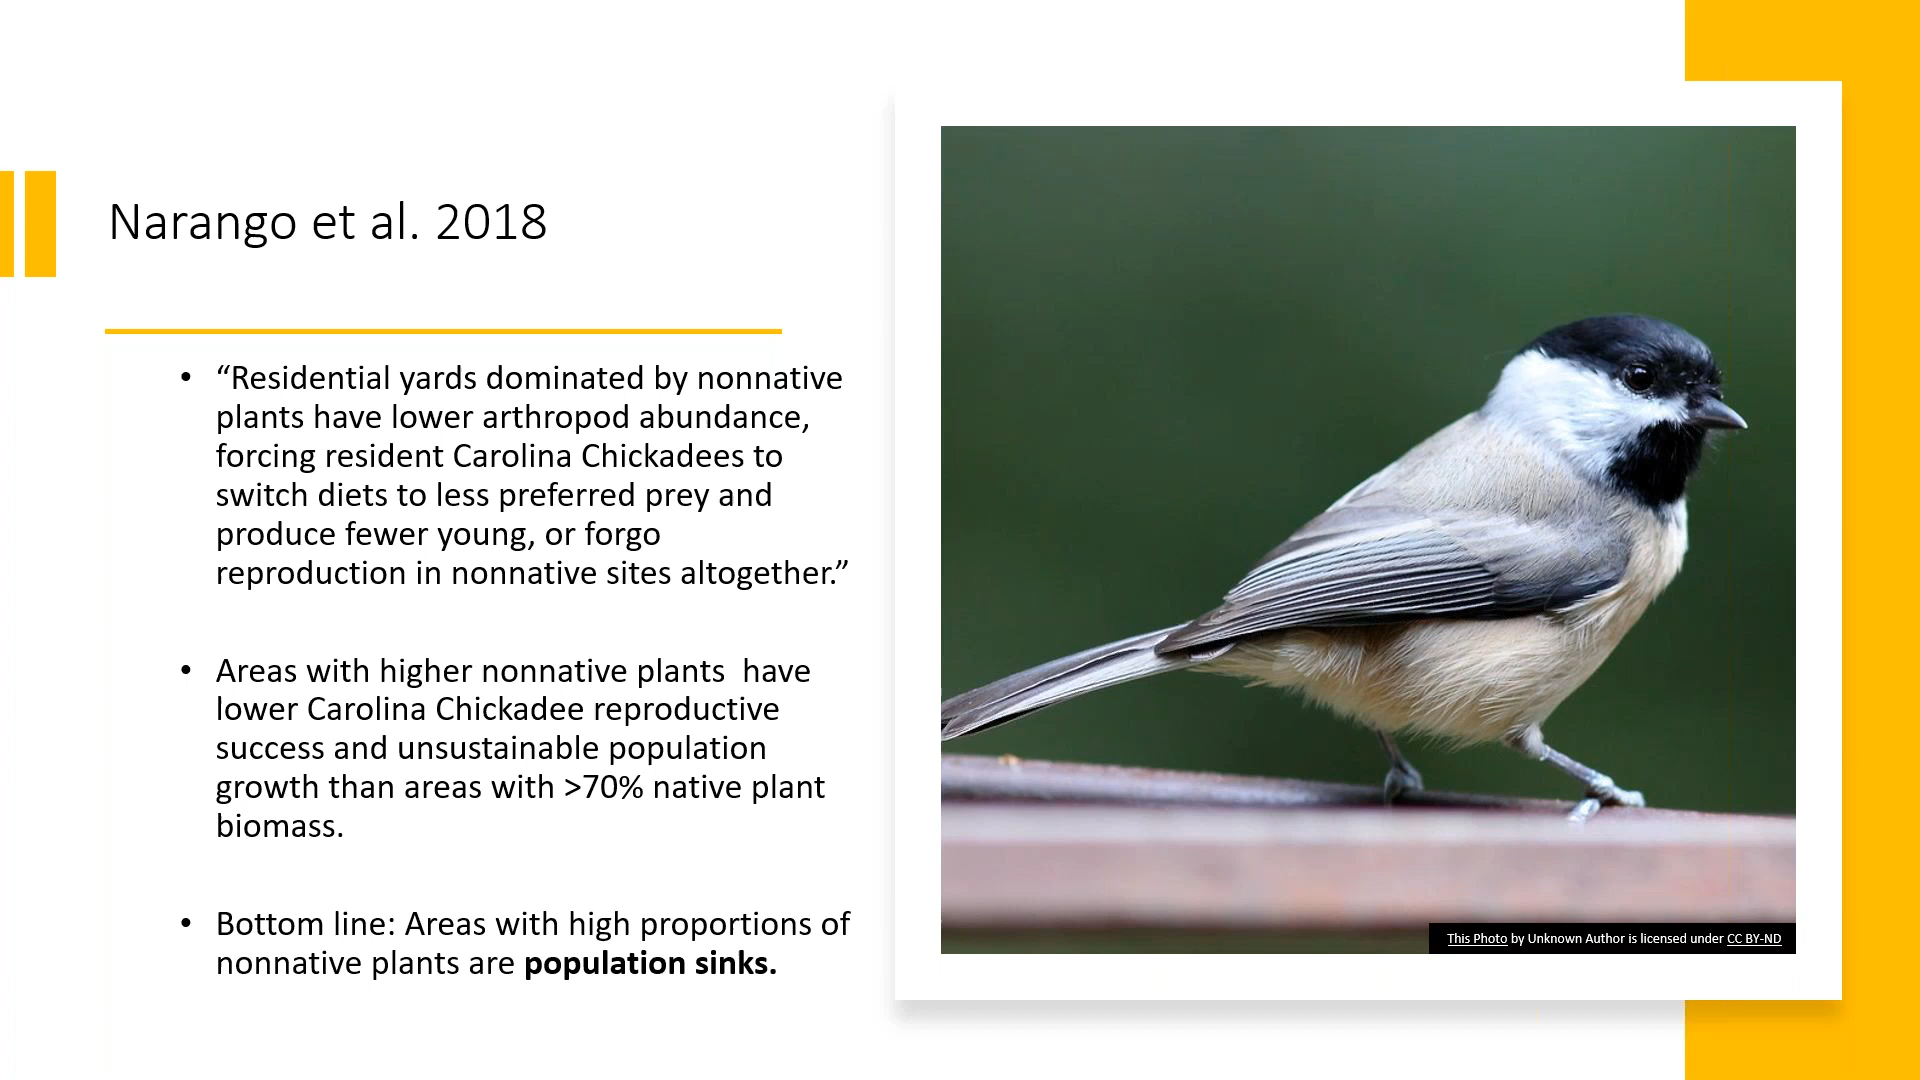 Narango et al. 2018
• “Residential yards dominated by nonnative
plants have lower arthropod abundance,
forcing resident Carolina Chickadees to
switch diets to less preferred prey and
produce fewer young, or forgo
reproduction in nonnative sites altogether.”
• Areas with higher nonnative plants  have
lower Carolina Chickadee reproductive
success and unsustainable population
growth than areas with >70% native plant
biomass.
• Bottom line: Areas with high proportions of
nonnative plants are population sinks.
This Photo by Unknown Author is licensed under CC BY-ND